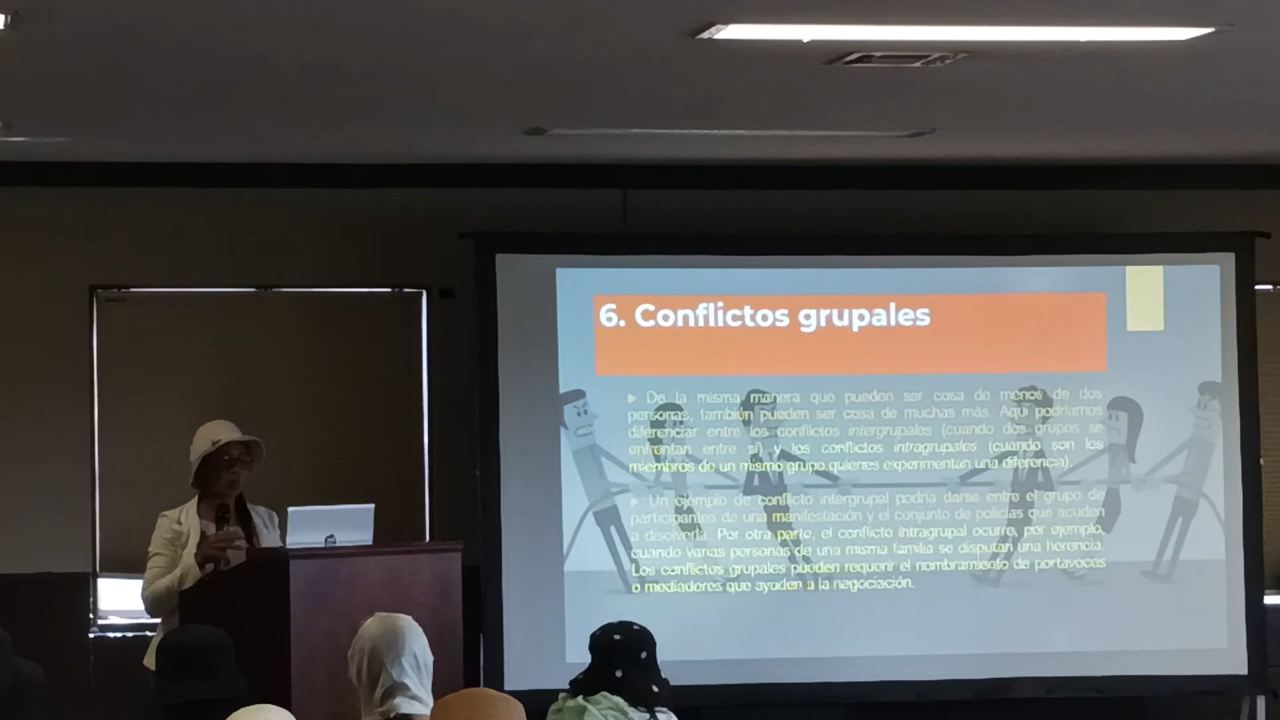 6. Conflictos grupales
De la misma manera que pueden ser cosa de menos de dos
personas, también pueden ser cosa de muchas más. Aquí podríamos
diferenciar entre los conflictos intergrupales (cuando dos grupos se
enfrontan entre sí) y los conflictos intragrupales (cuando son los
miembros de un mismo grupo quienes experimentan una diferencia).
Un ejemplo de conflicto intergrupal podría darse entre el grupo de
participantes de una manifestación y el conjunto de policías que acuden
a disolverla. Por otra parte, el conflicto intragrupal ocurre, por ejemplo,
cuando varias personas de una misma familia se disputan una herencia.
Los conflictos grupales pueden requerir el nombramiento de portavoces
o mediadores que ayuden a la negociación.